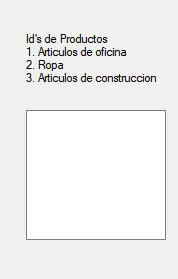 Id's de Productos
1. Articulos de oficina
2. Ropa
3. Articulos de construccion